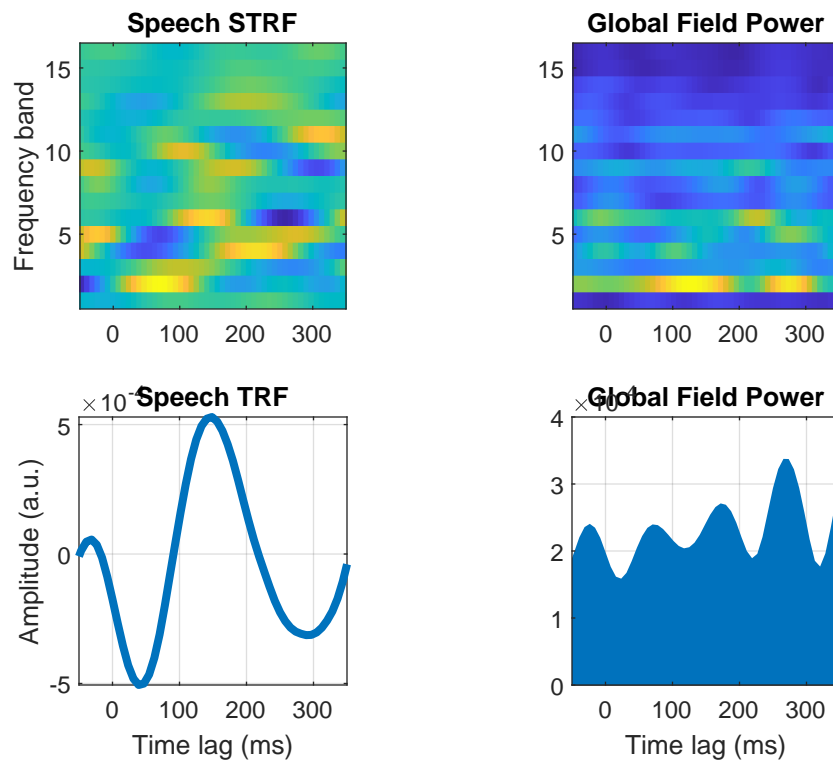 Speech STRF
Global Field Power
Frequency band
15
10
5
0 100 200 300
15
10
5
0 100 200 300
× 10⁻⁴
Speech TRF
Global Field Power
Amplitude (a.u.)
5
0
-5
0 100 200 300
Time lag (ms)
4
3
2
1
0
0 100 200 300
Time lag (ms)